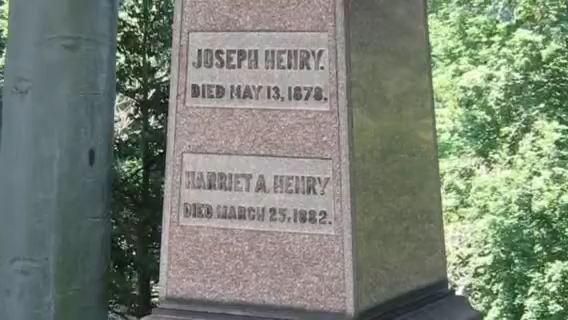 JOSEPH HENRY.
DIED MAY 13, 1878.
HARRIET A. HENRY
DIED MARCH 25, 1882.